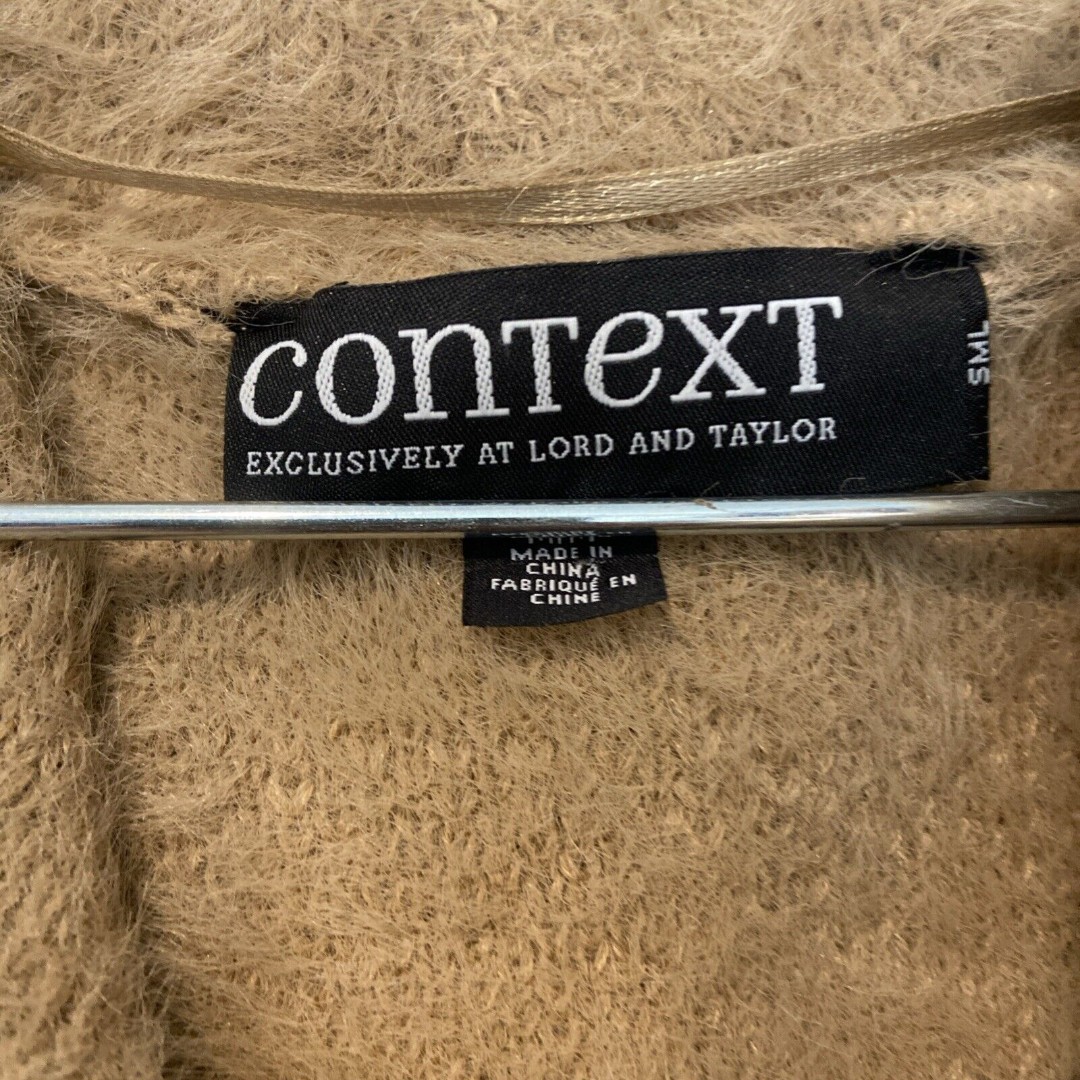 conText
EXCLUSIVELY AT LORD AND TAYLOR
SML
MADE IN
CHINA
FABRIQUÉ EN
CHINE